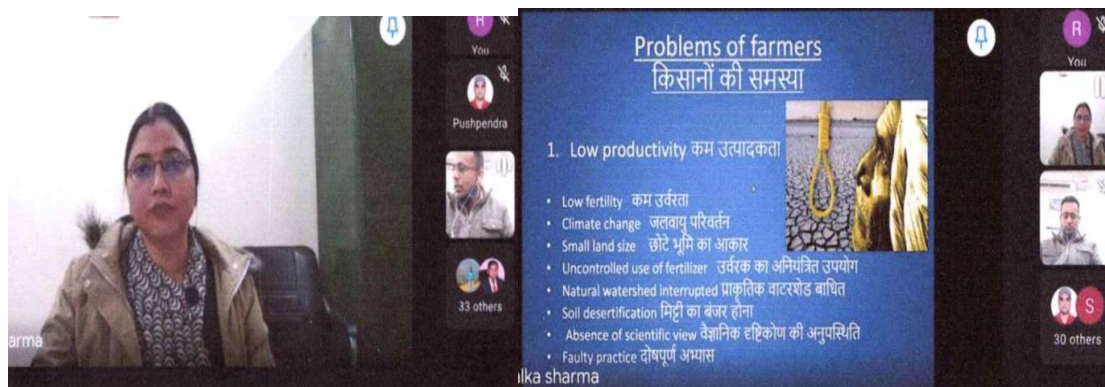 R
You
Pushpendra
33 others
arma
Problems of farmers
किसानों की समस्या
1. Low productivity कम उत्पादकता
• Low fertility कम उर्वरता
• Climate change जलवायु परिवर्तन
• Small land size छोटे भूमि का आकार
• Uncontrolled use of fertilizer उर्वरक का अनियंत्रित उपयोग
• Natural watershed interrupted प्राकृतिक वाटरशेड बाधित
• Soil desertification मिट्टी का बंजर होना
• Absence of scientific view वैज्ञानिक दृष्टिकोण की अनुपस्थिति
• Faulty practice दोषपूर्ण अभ्यास
lka sharma
R
You
S
30 others